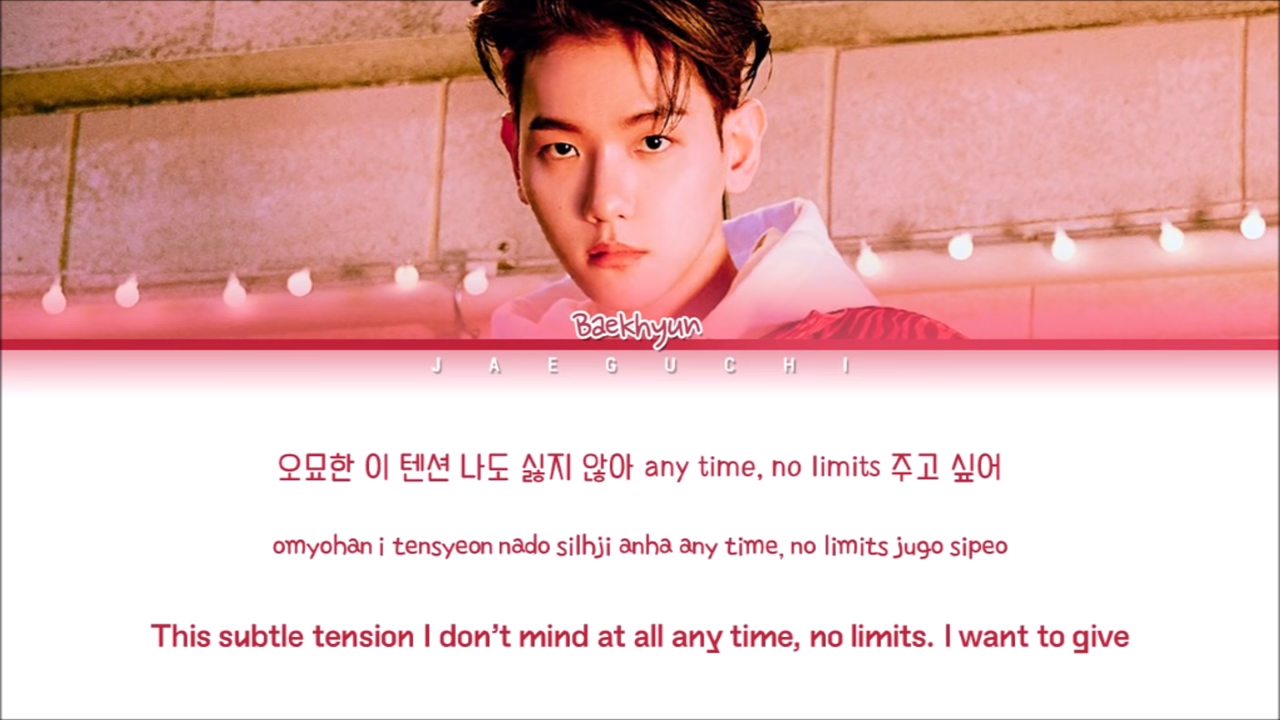 Baekhyun
JAEGUCHI
오묘한 이 텐션 나도 싫지 않아 any time, no limits 주고 싶어
omyohan i tensyeon nado silhji anha any time, no limits jugo sipeo
This subtle tension I don't mind at all any time, no limits. I want to give